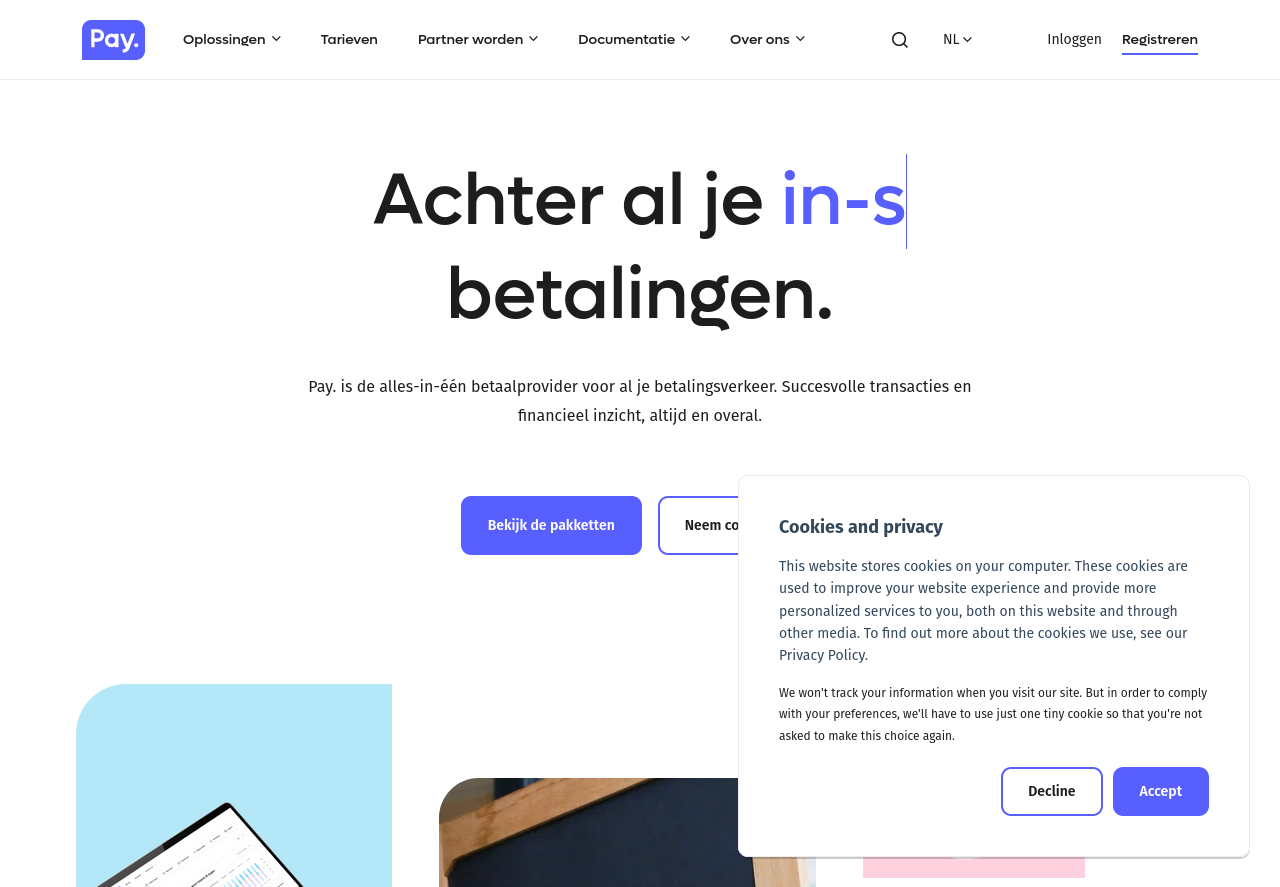 Pay.
Oplossingen
Tarieven
Partner worden
Documentatie
Over ons
NL
Inloggen
Registreren
Achter al je in-s
betalingen.
Pay. is de alles-in-één betaalprovider voor al je betalingsverkeer. Succesvolle transacties en
financieel inzicht, altijd en overal.
Bekijk de pakketten
Neem co
Cookies and privacy
This website stores cookies on your computer. These cookies are
used to improve your website experience and provide more
personalized services to you, both on this website and through
other media. To find out more about the cookies we use, see our
Privacy Policy.
We won't track your information when you visit our site. But in order to comply
with your preferences, we'll have to use just one tiny cookie so that you're not
asked to make this choice again.
Decline
Accept